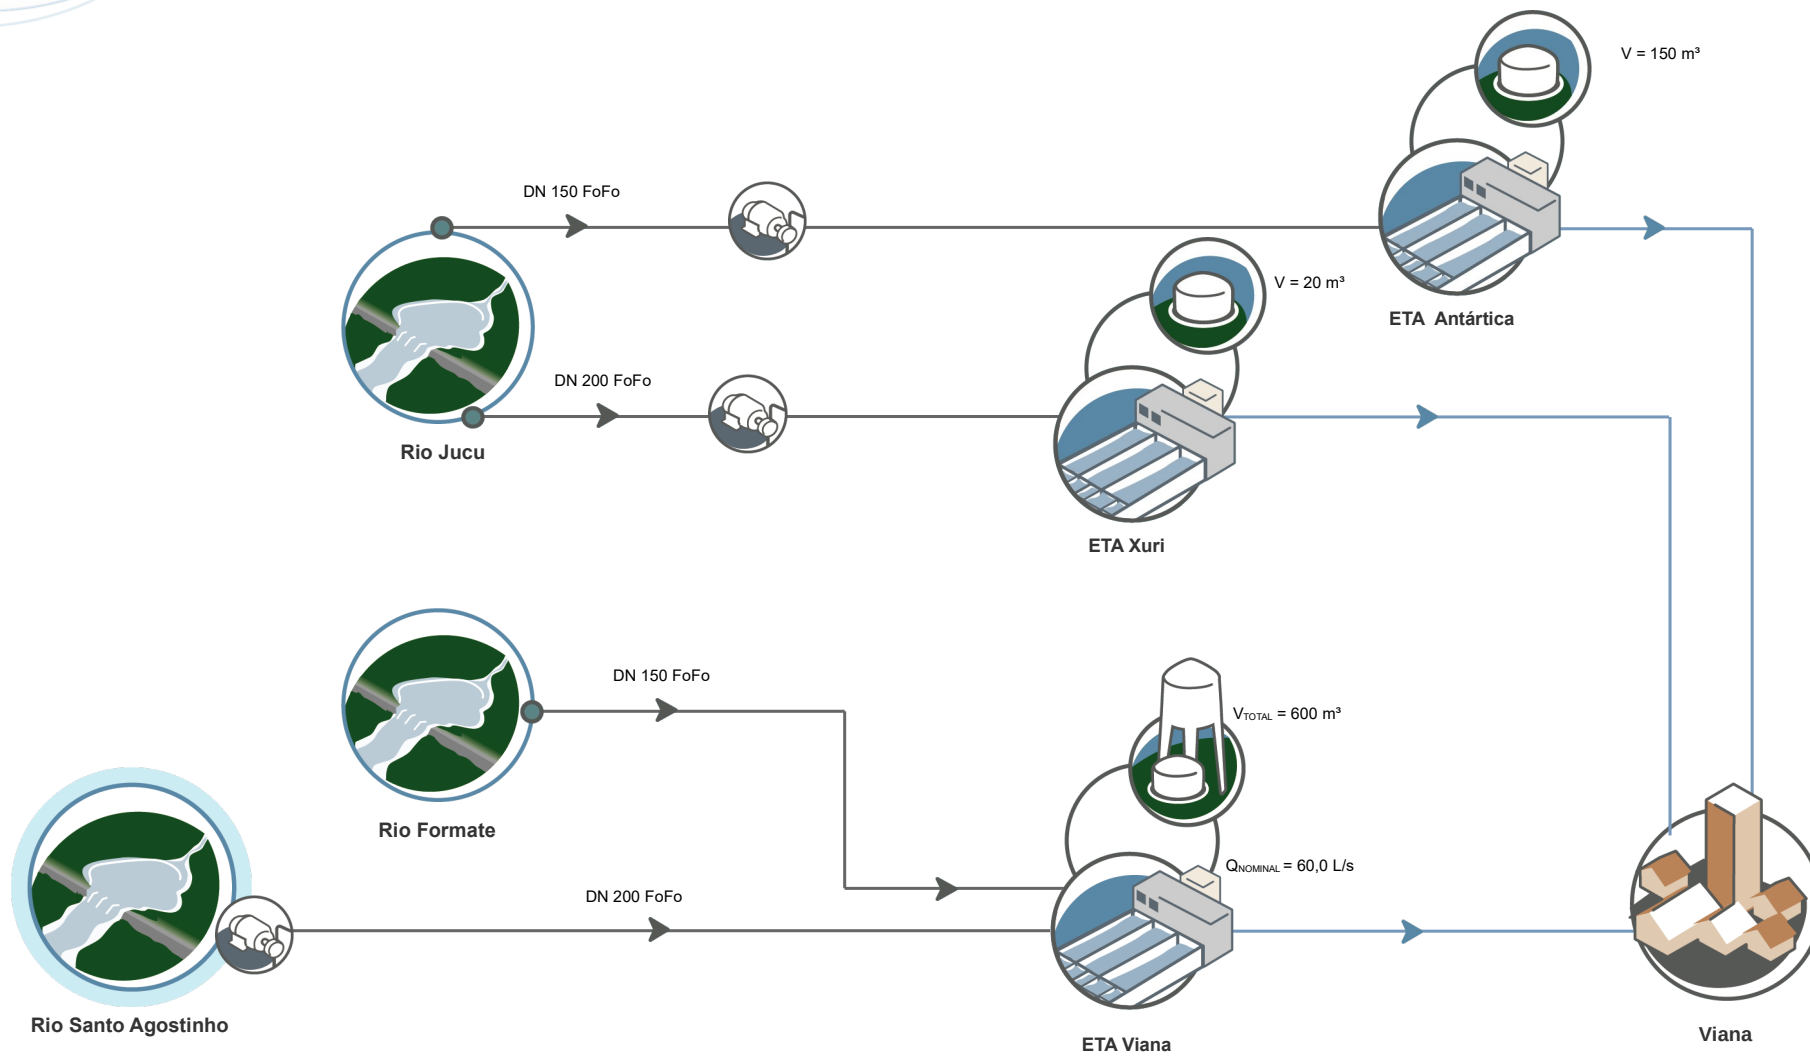 V = 150 m³
DN 150 FoFo
V = 20 m³
ETA  Antártica
DN 200 FoFo
Rio Jucu
ETA Xuri
DN 150 FoFo
VTOTAL = 600 m³
Rio Formate
QNOMINAL = 60,0 L/s
DN 200 FoFo
Rio Santo Agostinho
ETA Viana
Viana